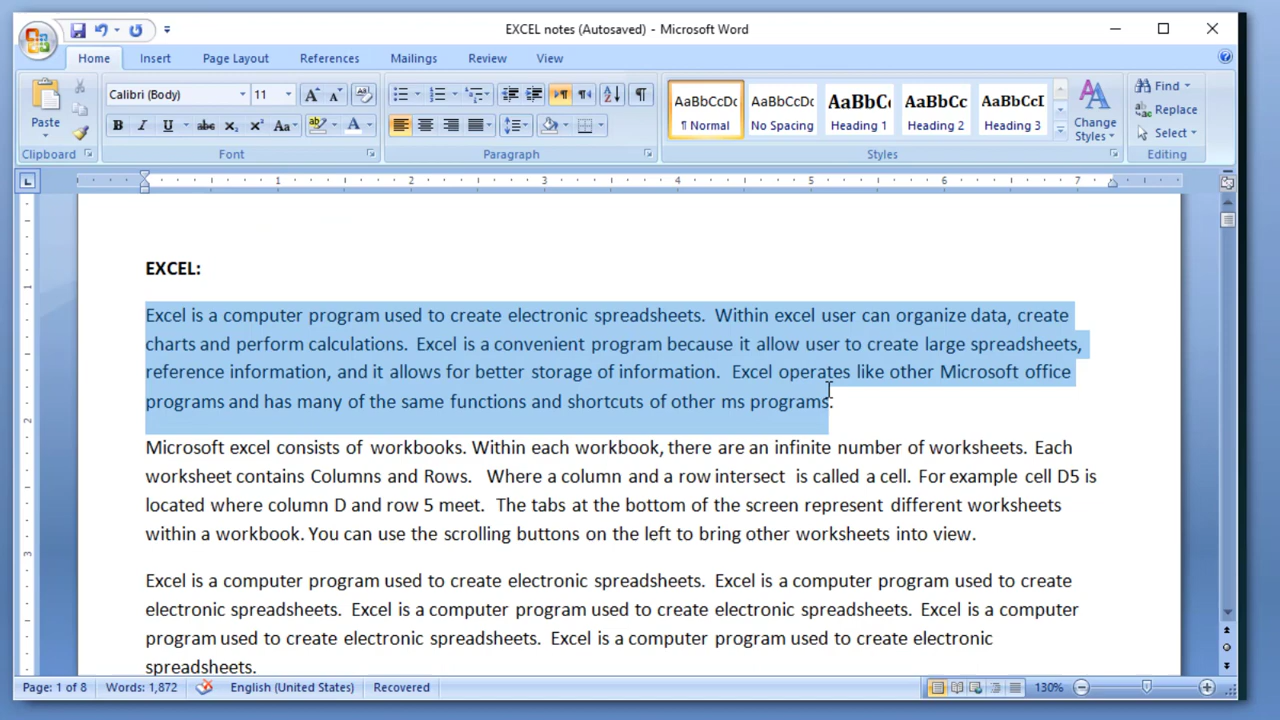 EXCEL notes (Autosaved) - Microsoft Word
Home Insert Page Layout References Mailings Review View
Calibri (Body) 11
AaBbCcDc AaBbCcDc AaBbC( AaBbCc AaBbCcI
Find
Replace
Select
Paste
B I U abc X₂ X² Aa A
¶ Normal No Spacing Heading 1 Heading 2 Heading 3
Change Styles
Clipboard Font Paragraph Styles Editing
1 2 3 4 5 6 7
EXCEL:
Excel is a computer program used to create electronic spreadsheets. Within excel user can organize data, create
charts and perform calculations. Excel is a convenient program because it allow user to create large spreadsheets,
reference information, and it allows for better storage of information. Excel operates like other Microsoft office
programs and has many of the same functions and shortcuts of other ms programs.
Microsoft excel consists of workbooks. Within each workbook, there are an infinite number of worksheets. Each
worksheet contains Columns and Rows. Where a column and a row intersect is called a cell. For example cell D5 is
located where column D and row 5 meet. The tabs at the bottom of the screen represent different worksheets
within a workbook. You can use the scrolling buttons on the left to bring other worksheets into view.
Excel is a computer program used to create electronic spreadsheets. Excel is a computer program used to create
electronic spreadsheets. Excel is a computer program used to create electronic spreadsheets. Excel is a computer
program used to create electronic spreadsheets. Excel is a computer program used to create electronic
spreadsheets.
Page: 1 of 8 Words: 1,872 English (United States) Recovered 130%